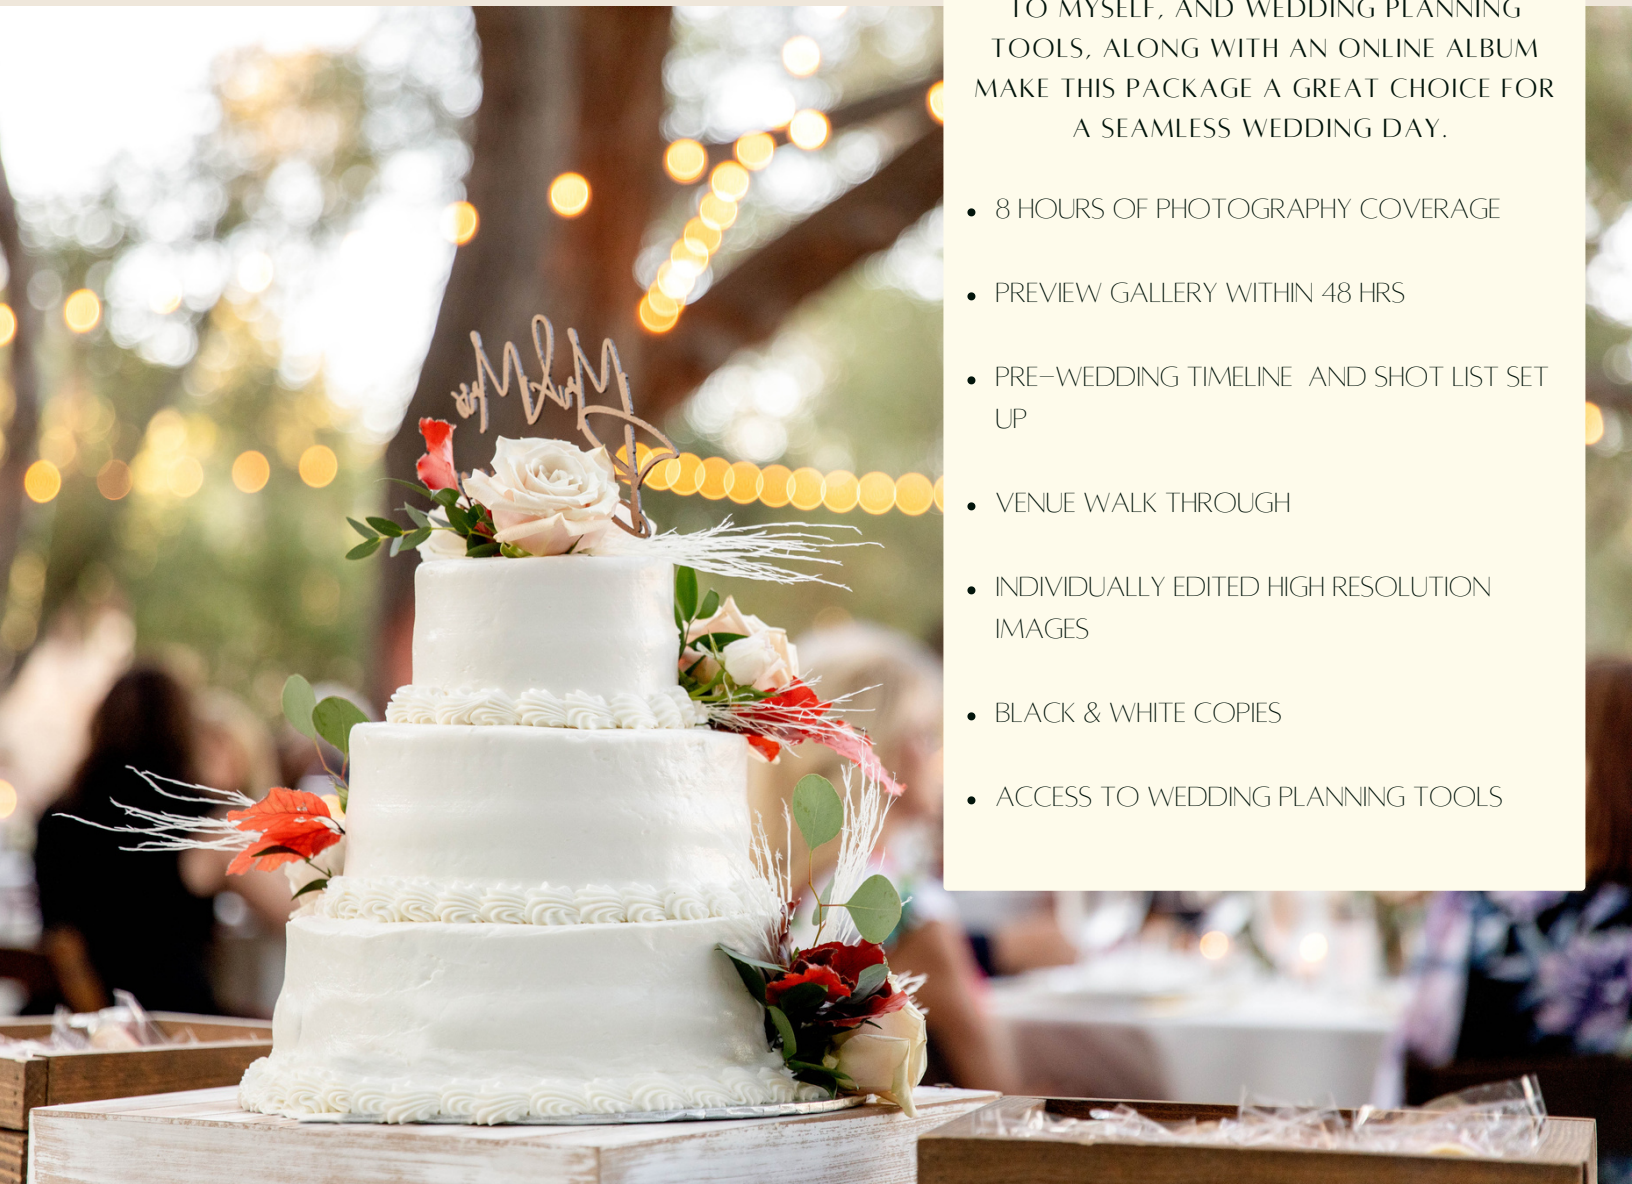 TO MYSELF, AND WEDDING PLANNING
TOOLS, ALONG WITH AN ONLINE ALBUM
MAKE THIS PACKAGE A GREAT CHOICE FOR
A SEAMLESS WEDDING DAY.
• 8 HOURS OF PHOTOGRAPHY COVERAGE
• PREVIEW GALLERY WITHIN 48 HRS
• PRE–WEDDING TIMELINE AND SHOT LIST SET
UP
• VENUE WALK THROUGH
• INDIVIDUALLY EDITED HIGH RESOLUTION
IMAGES
• BLACK & WHITE COPIES
• ACCESS TO WEDDING PLANNING TOOLS